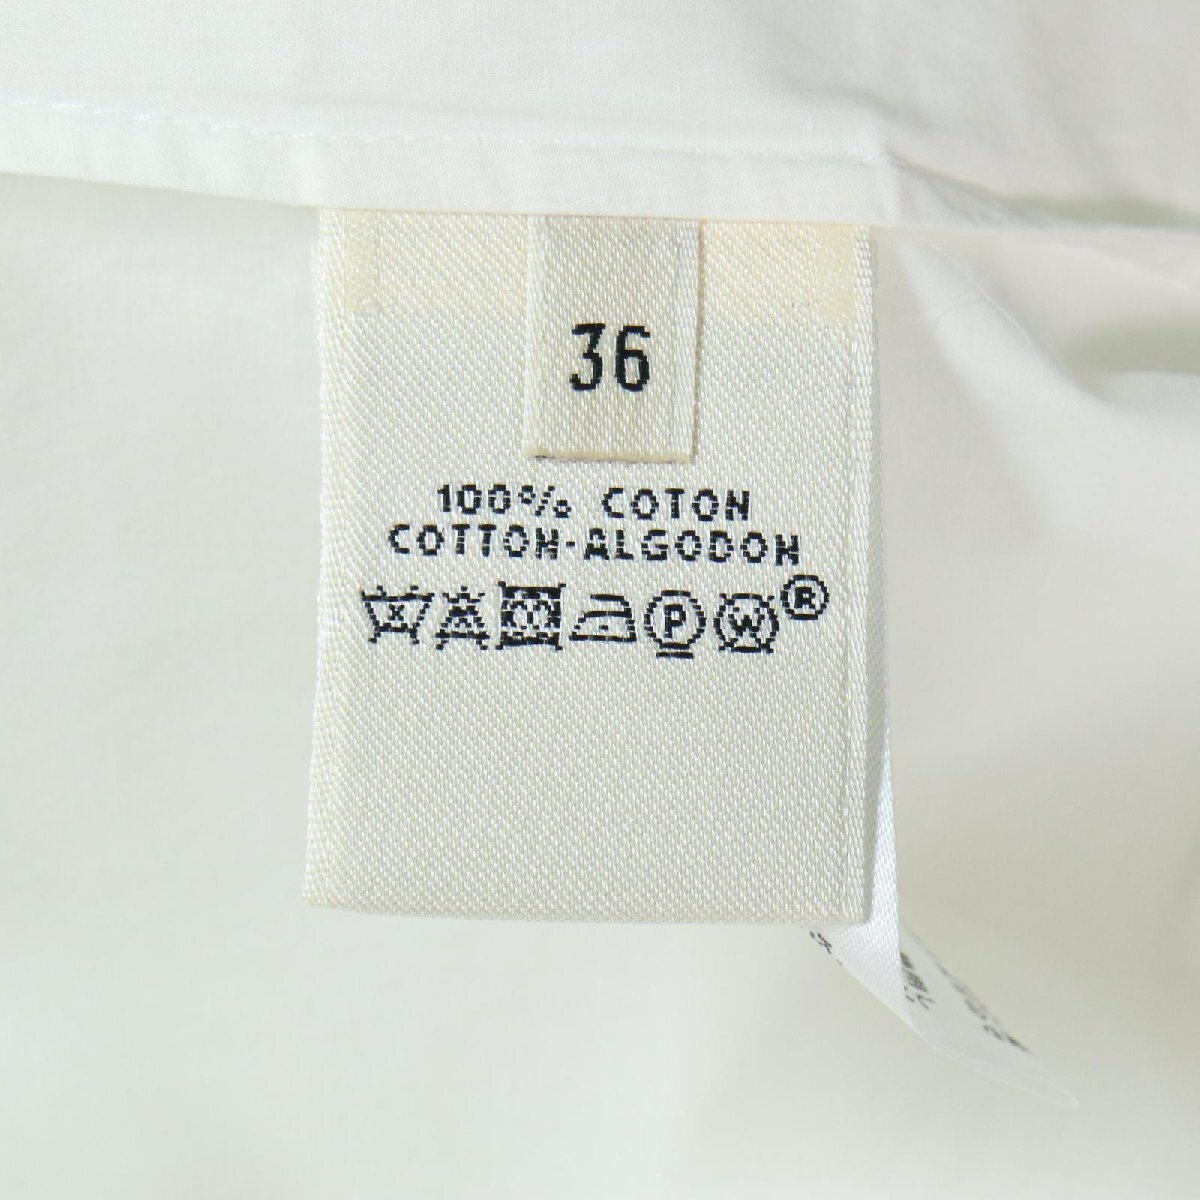 36
100% COTON
COTTON-ALGODON
P W ®